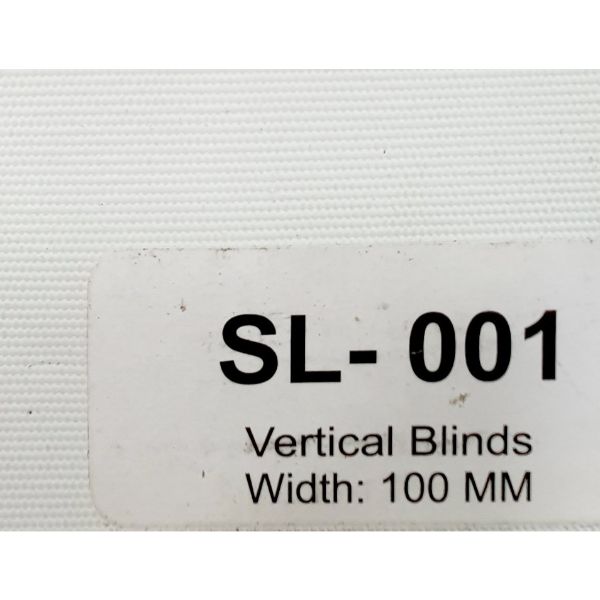 SL- 001
Vertical Blinds
Width: 100 MM